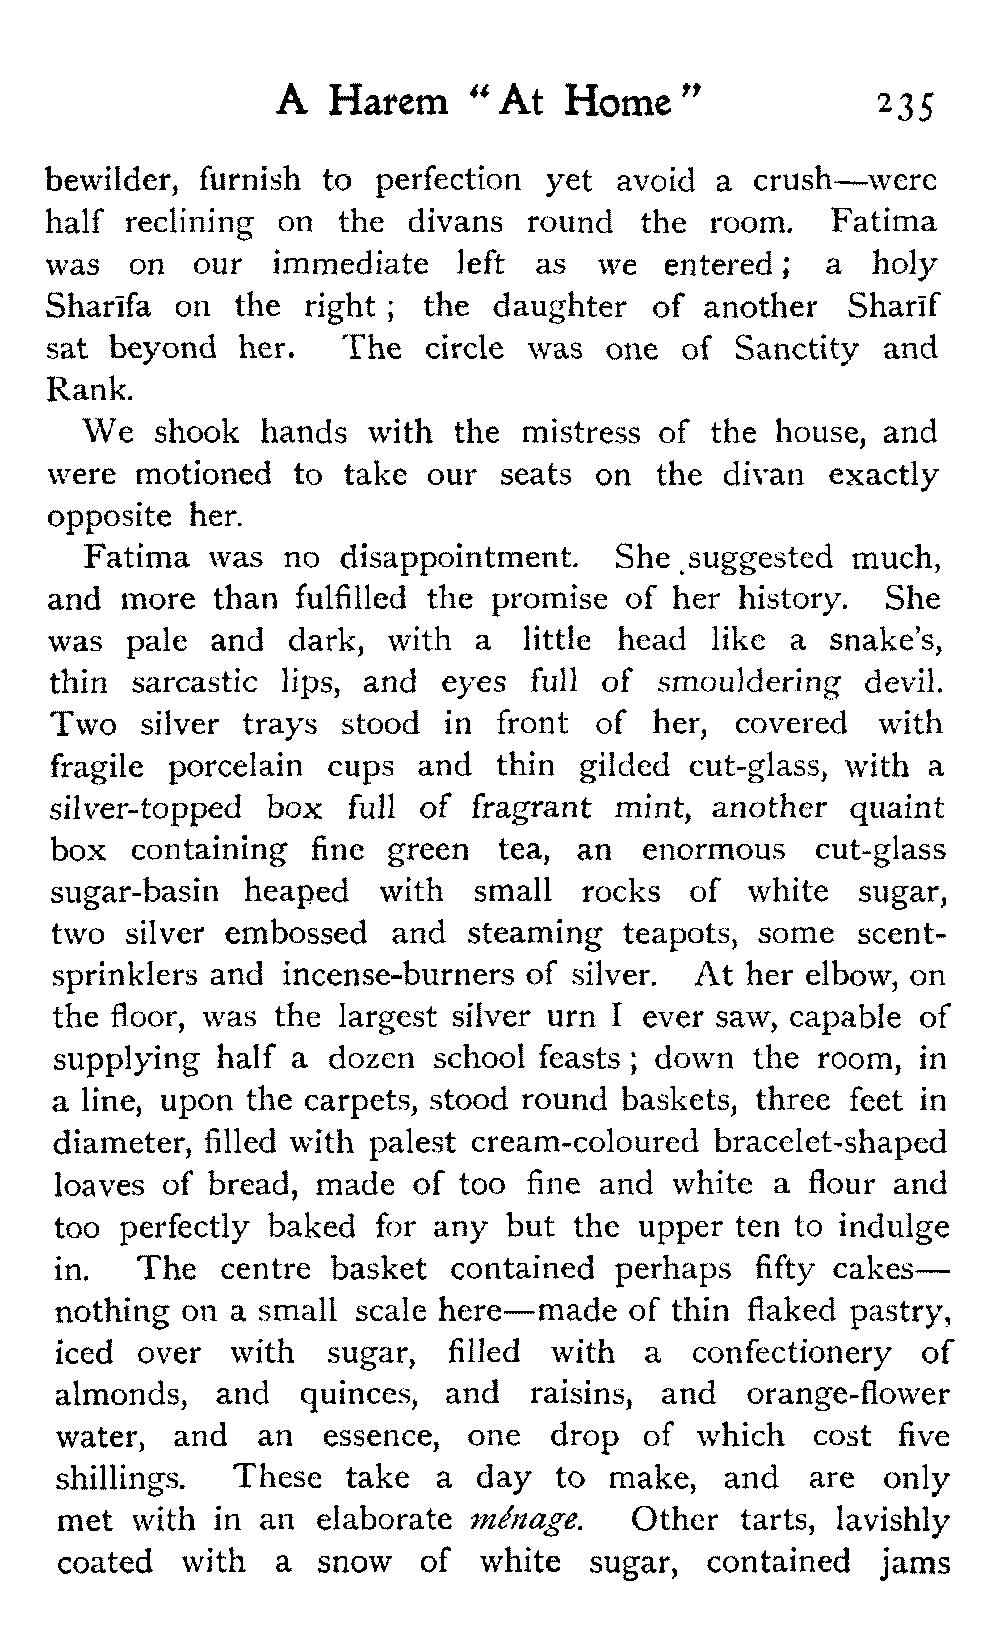 A Harem "At Home" 235
bewilder, furnish to perfection yet avoid a crush—were
half reclining on the divans round the room. Fatima
was on our immediate left as we entered; a holy
Sharīfa on the right; the daughter of another Sharīf
sat beyond her. The circle was one of Sanctity and
Rank.
We shook hands with the mistress of the house, and
were motioned to take our seats on the divan exactly
opposite her.
Fatima was no disappointment. She suggested much,
and more than fulfilled the promise of her history. She
was pale and dark, with a little head like a snake's,
thin sarcastic lips, and eyes full of smouldering devil.
Two silver trays stood in front of her, covered with
fragile porcelain cups and thin gilded cut-glass, with a
silver-topped box full of fragrant mint, another quaint
box containing fine green tea, an enormous cut-glass
sugar-basin heaped with small rocks of white sugar,
two silver embossed and steaming teapots, some scent-
sprinklers and incense-burners of silver. At her elbow, on
the floor, was the largest silver urn I ever saw, capable of
supplying half a dozen school feasts; down the room, in
a line, upon the carpets, stood round baskets, three feet in
diameter, filled with palest cream-coloured bracelet-shaped
loaves of bread, made of too fine and white a flour and
too perfectly baked for any but the upper ten to indulge
in. The centre basket contained perhaps fifty cakes—
nothing on a small scale here—made of thin flaked pastry,
iced over with sugar, filled with a confectionery of
almonds, and quinces, and raisins, and orange-flower
water, and an essence, one drop of which cost five
shillings. These take a day to make, and are only
met with in an elaborate ménage. Other tarts, lavishly
coated with a snow of white sugar, contained jams